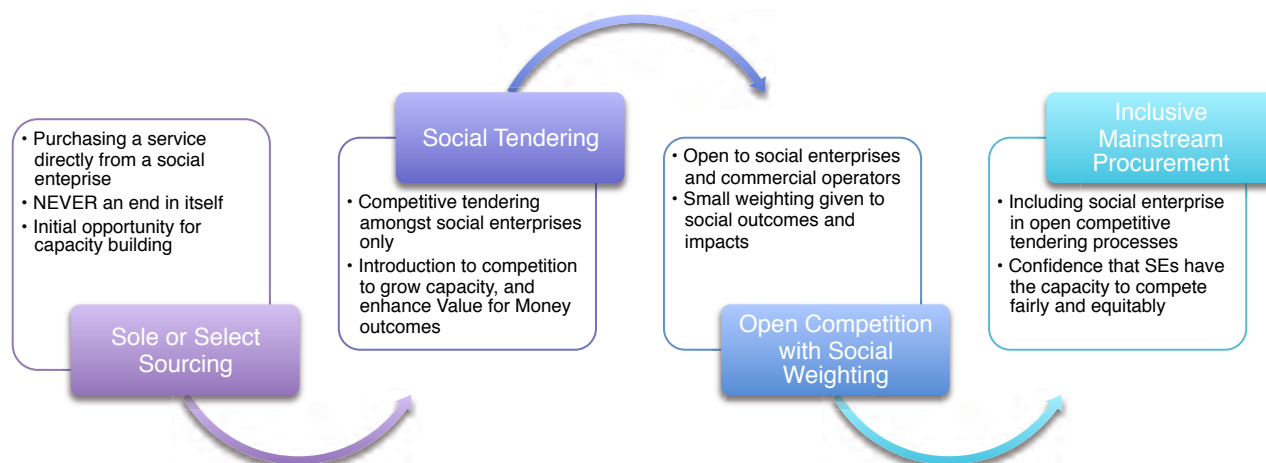 • Purchasing a service
directly from a social
enteprise
• NEVER an end in itself
• Initial opportunity for
capacity building
Sole or Select
Sourcing
Social Tendering
• Competitive tendering
amongst social enterprises
only
• Introduction to competition
to grow capacity, and
enhance Value for Money
outcomes
• Open to social enterprises
and commercial operators
• Small weighting given to
social outcomes and
impacts
Open Competition
with Social
Weighting
Inclusive
Mainstream
Procurement
• Including social enterprise
in open competitive
tendering processes
• Confidence that SEs have
the capacity to compete
fairly and equitably